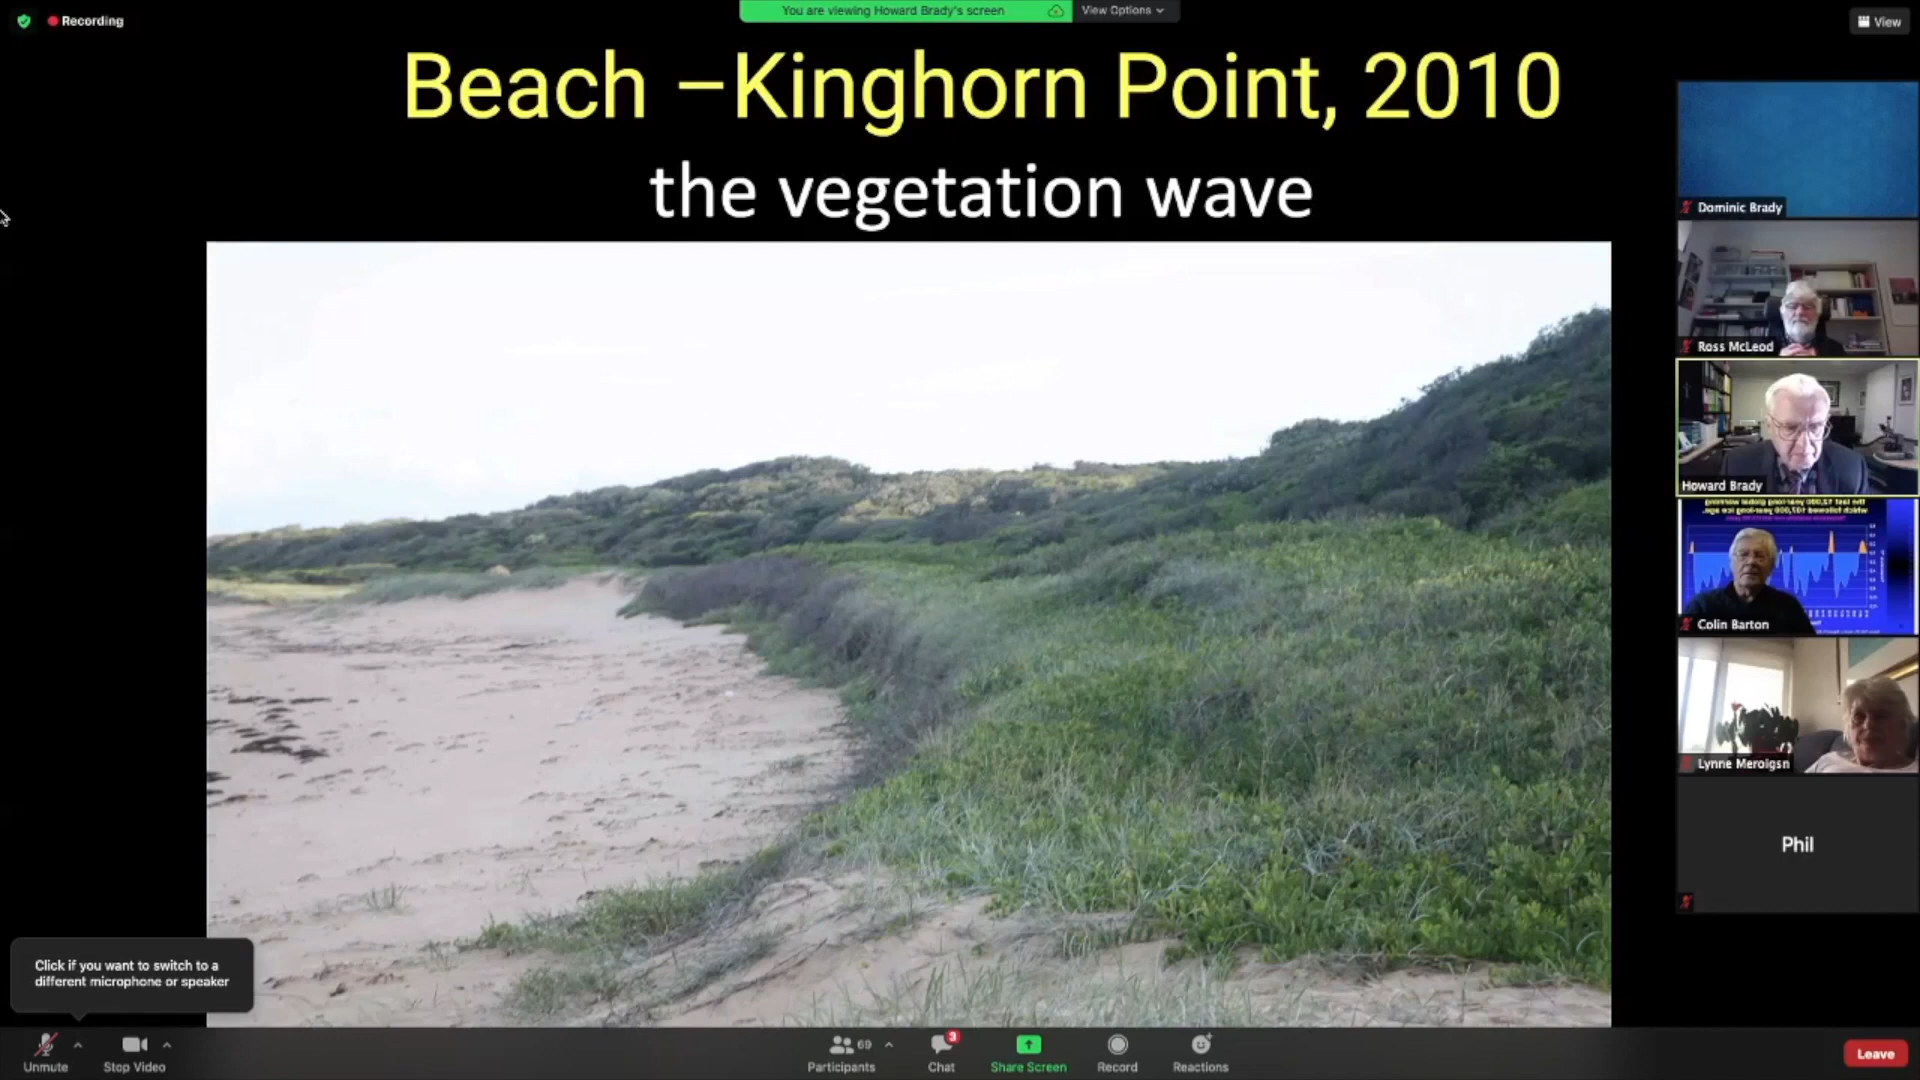 Recording
You are viewing Howard Brady's screen
View Options
View
Beach –Kinghorn Point, 2010
the vegetation wave
Dominic Brady
Ross McLeod
Howard Brady
Colin Barton
Lynne Meroigsn
Phil
Click if you want to switch to a
different microphone or speaker
Unmute
Stop Video
69
Participants
3
Chat
Share Screen
Record
Reactions
Leave